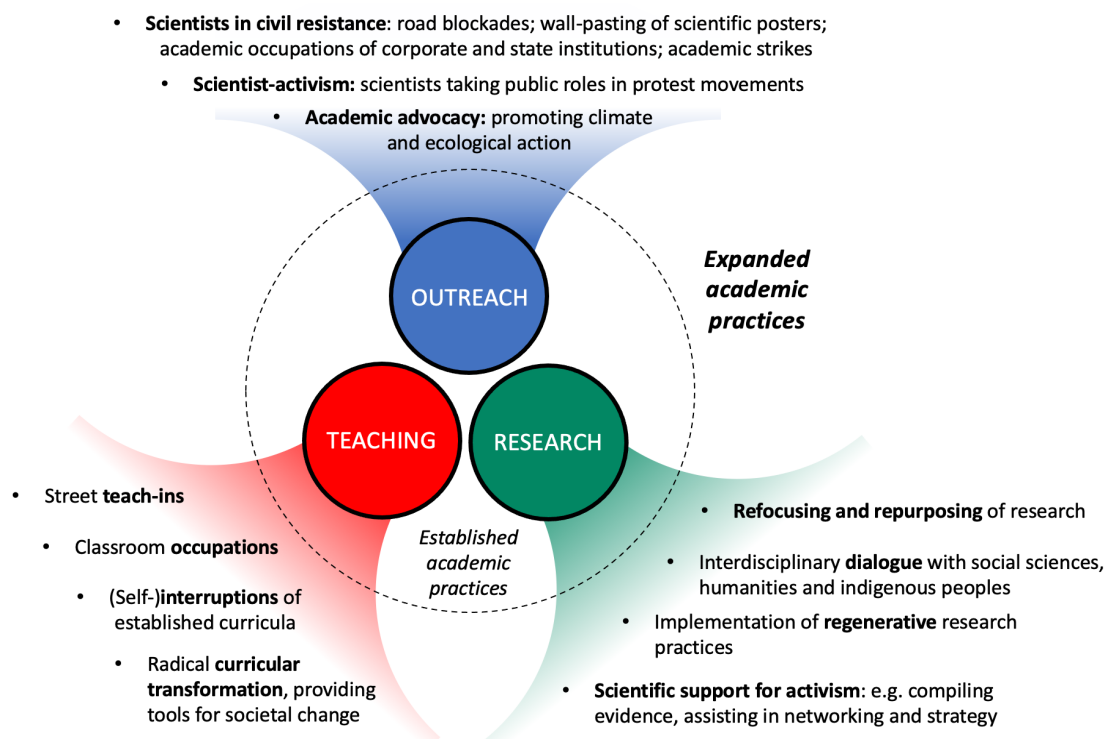 • Scientists in civil resistance: road blockades; wall-pasting of scientific posters;
academic occupations of corporate and state institutions; academic strikes
• Scientist-activism: scientists taking public roles in protest movements
• Academic advocacy: promoting climate
and ecological action
OUTREACH
Expanded
academic
practices
TEACHING
RESEARCH
Established
academic
practices
• Street teach-ins
• Classroom occupations
• (Self-)interruptions of
established curricula
• Radical curricular
transformation, providing
tools for societal change
• Refocusing and repurposing of research
• Interdisciplinary dialogue with social sciences,
humanities and indigenous peoples
• Implementation of regenerative research
practices
• Scientific support for activism: e.g. compiling
evidence, assisting in networking and strategy